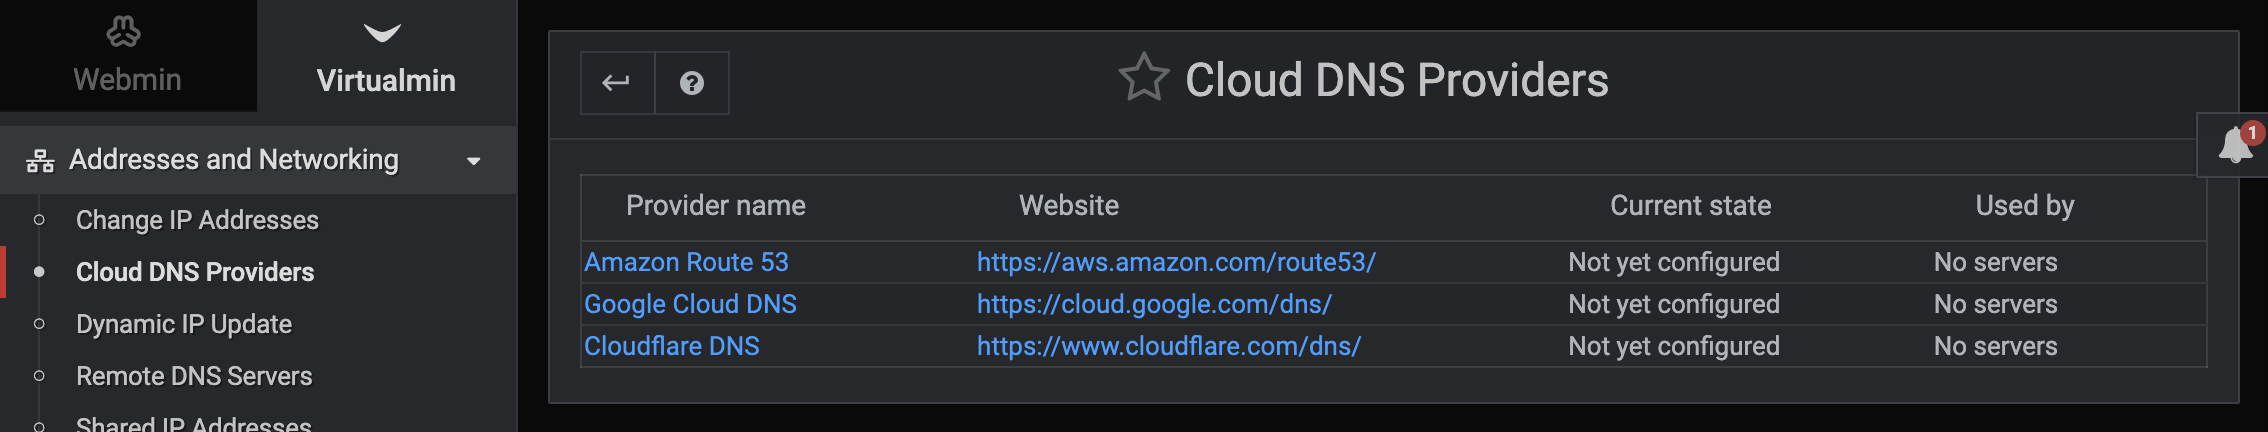 Webmin
Virtualmin
Addresses and Networking
Change IP Addresses
Cloud DNS Providers
Dynamic IP Update
Remote DNS Servers
Shared IP Addresses
Cloud DNS Providers
1
Provider name Website Current state Used by
Amazon Route 53 https://aws.amazon.com/route53/ Not yet configured No servers
Google Cloud DNS https://cloud.google.com/dns/ Not yet configured No servers
Cloudflare DNS https://www.cloudflare.com/dns/ Not yet configured No servers